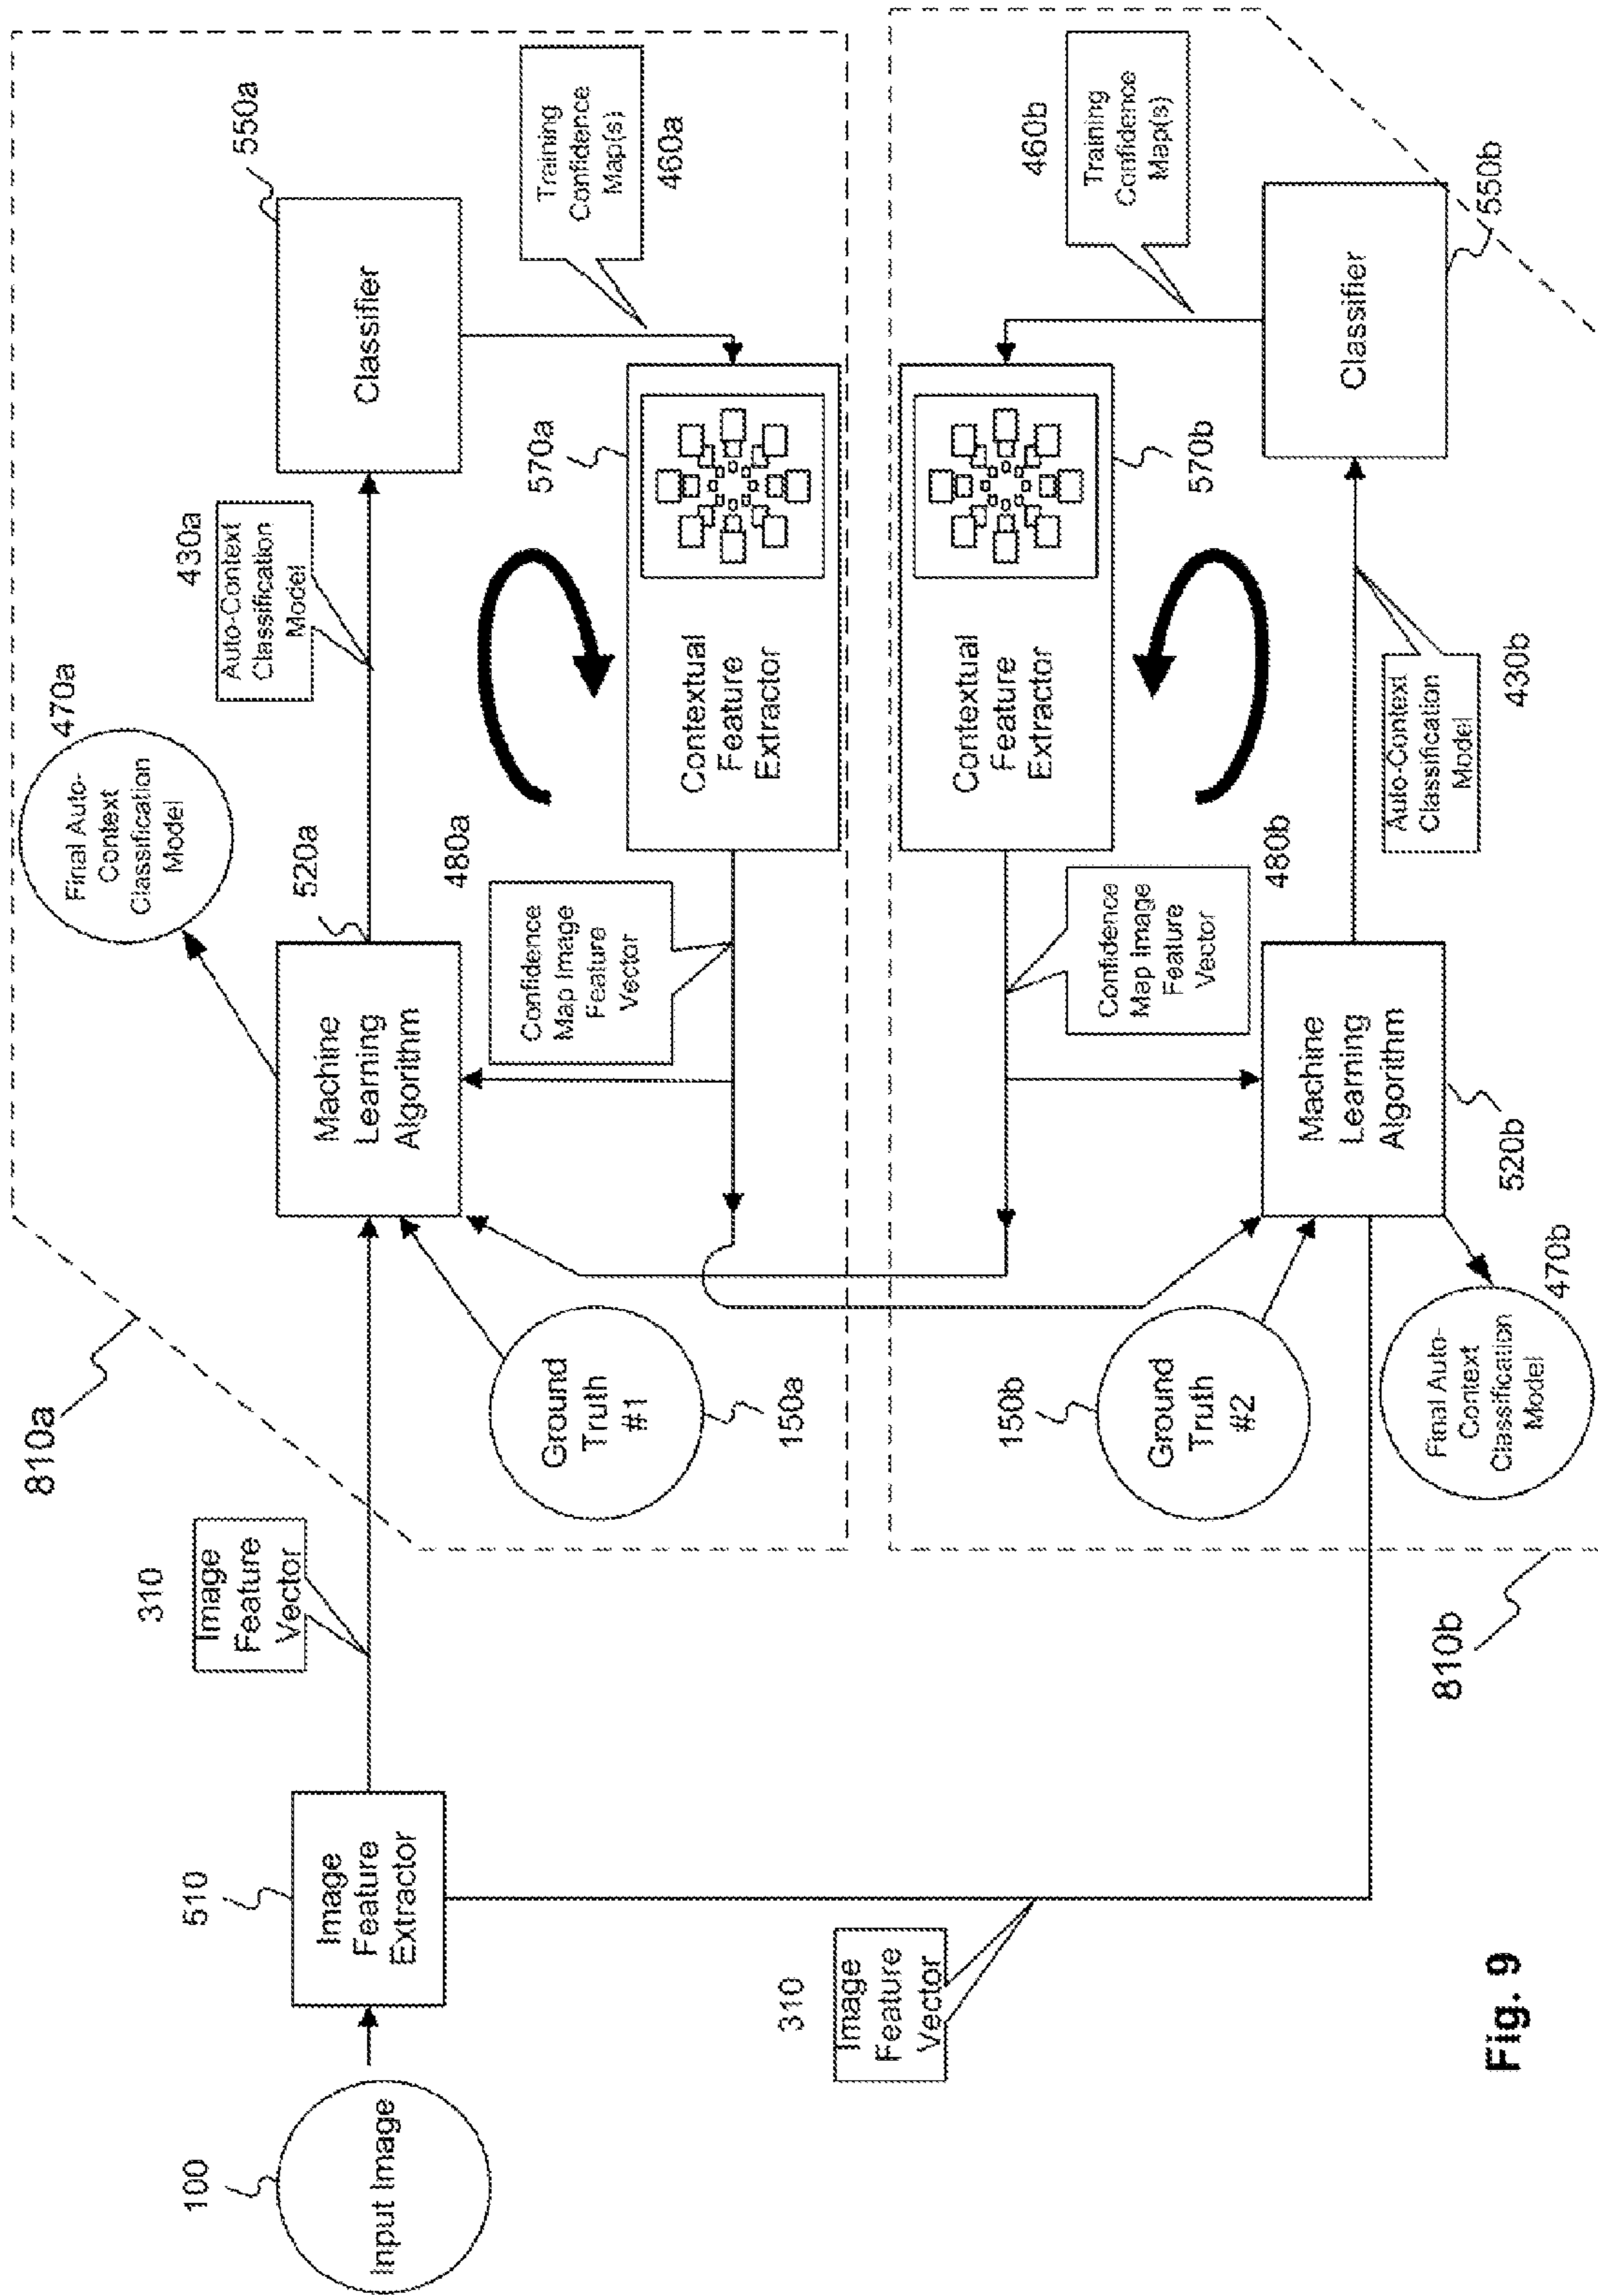 100
Input Image
510
Image
Feature
Extractor
310
Image
Feature
Vector
310
Image
Feature
Vector
810a
470a
Final Auto-
Context
Classification
Model
520a
Machine
Learning
Algorithm
430a
Auto-Context
Classification
Model
550a
Classifier
Training
Confidence
Map(s)
460a
570a
Contextual
Feature
Extractor
480a
Confidence
Map Image
Feature
Vector
Ground
Truth
#1
150a
460b
Training
Confidence
Map(s)
Contextual
Feature
Extractor
570b
Confidence
Map Image
Feature
Vector
480b
150b
Ground
Truth
#2
Machine
Learning
Algorithm
520b
Auto-Context
Classification
Model
430b
Classifier
550b
470b
Final Auto-
Context
Classification
Model
810b
Fig. 9